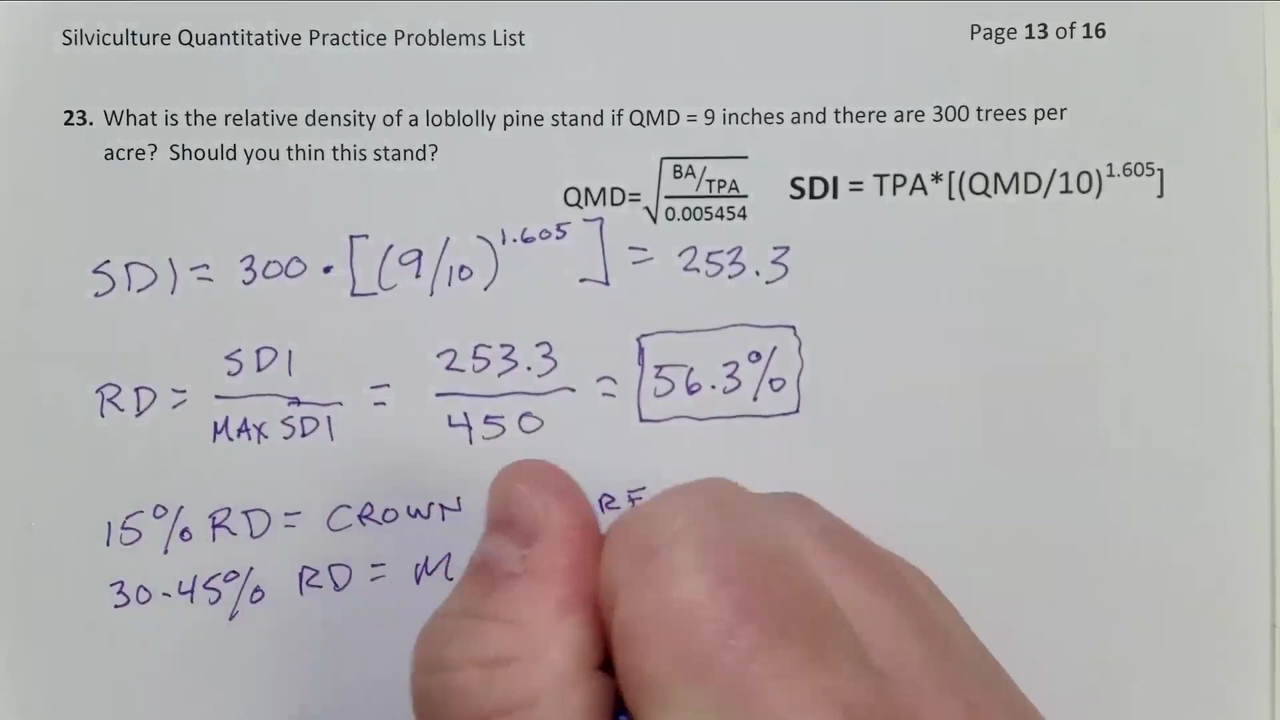 Silviculture Quantitative Practice Problems List
Page 13 of 16
23. What is the relative density of a loblolly pine stand if QMD = 9 inches and there are 300 trees per
acre? Should you thin this stand?
QMD=√((BA/TPA)/0.005454) SDI = TPA*[(QMD/10)^1.605]
SDI = 300 • [(9/10)^1.605] = 253.3
RD = SDI/MAX SDI = 253.3/450 = 56.3%
15% RD = CROWN
30-45% RD =